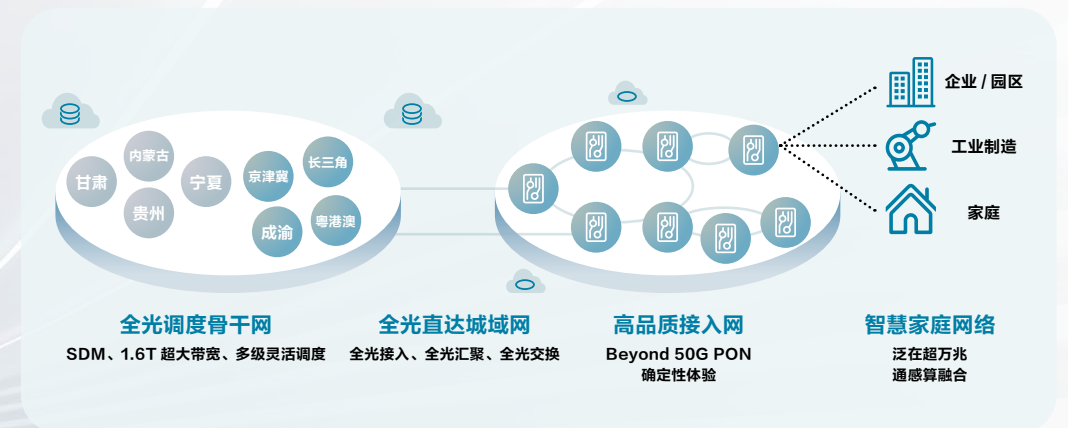 企业 / 园区
内蒙古
长三角
工业制造
甘肃
宁夏
京津冀
贵州
粤港澳
家庭
成渝
全光调度骨干网
全光直达城域网
高品质接入网
智慧家庭网络
SDM、1.6T 超大带宽、多级灵活调度
全光接入、全光汇聚、全光交换
Beyond 50G PON
确定性体验
泛在超万兆
通感算融合